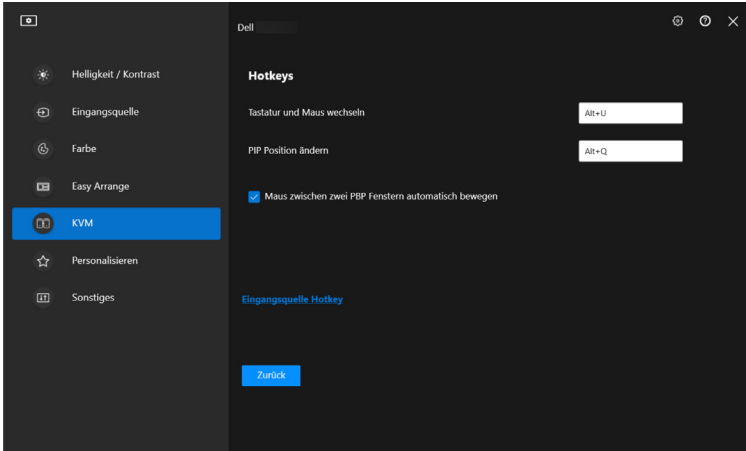 Dell
Helligkeit / Kontrast
Eingangsquelle
Farbe
Easy Arrange
KVM
Personalisieren
Sonstiges
Hotkeys
Tastatur und Maus wechseln
Alt+U
PIP Position ändern
Alt+Q
Maus zwischen zwei PBP Fenstern automatisch bewegen
Eingangsquelle Hotkey
Zurück